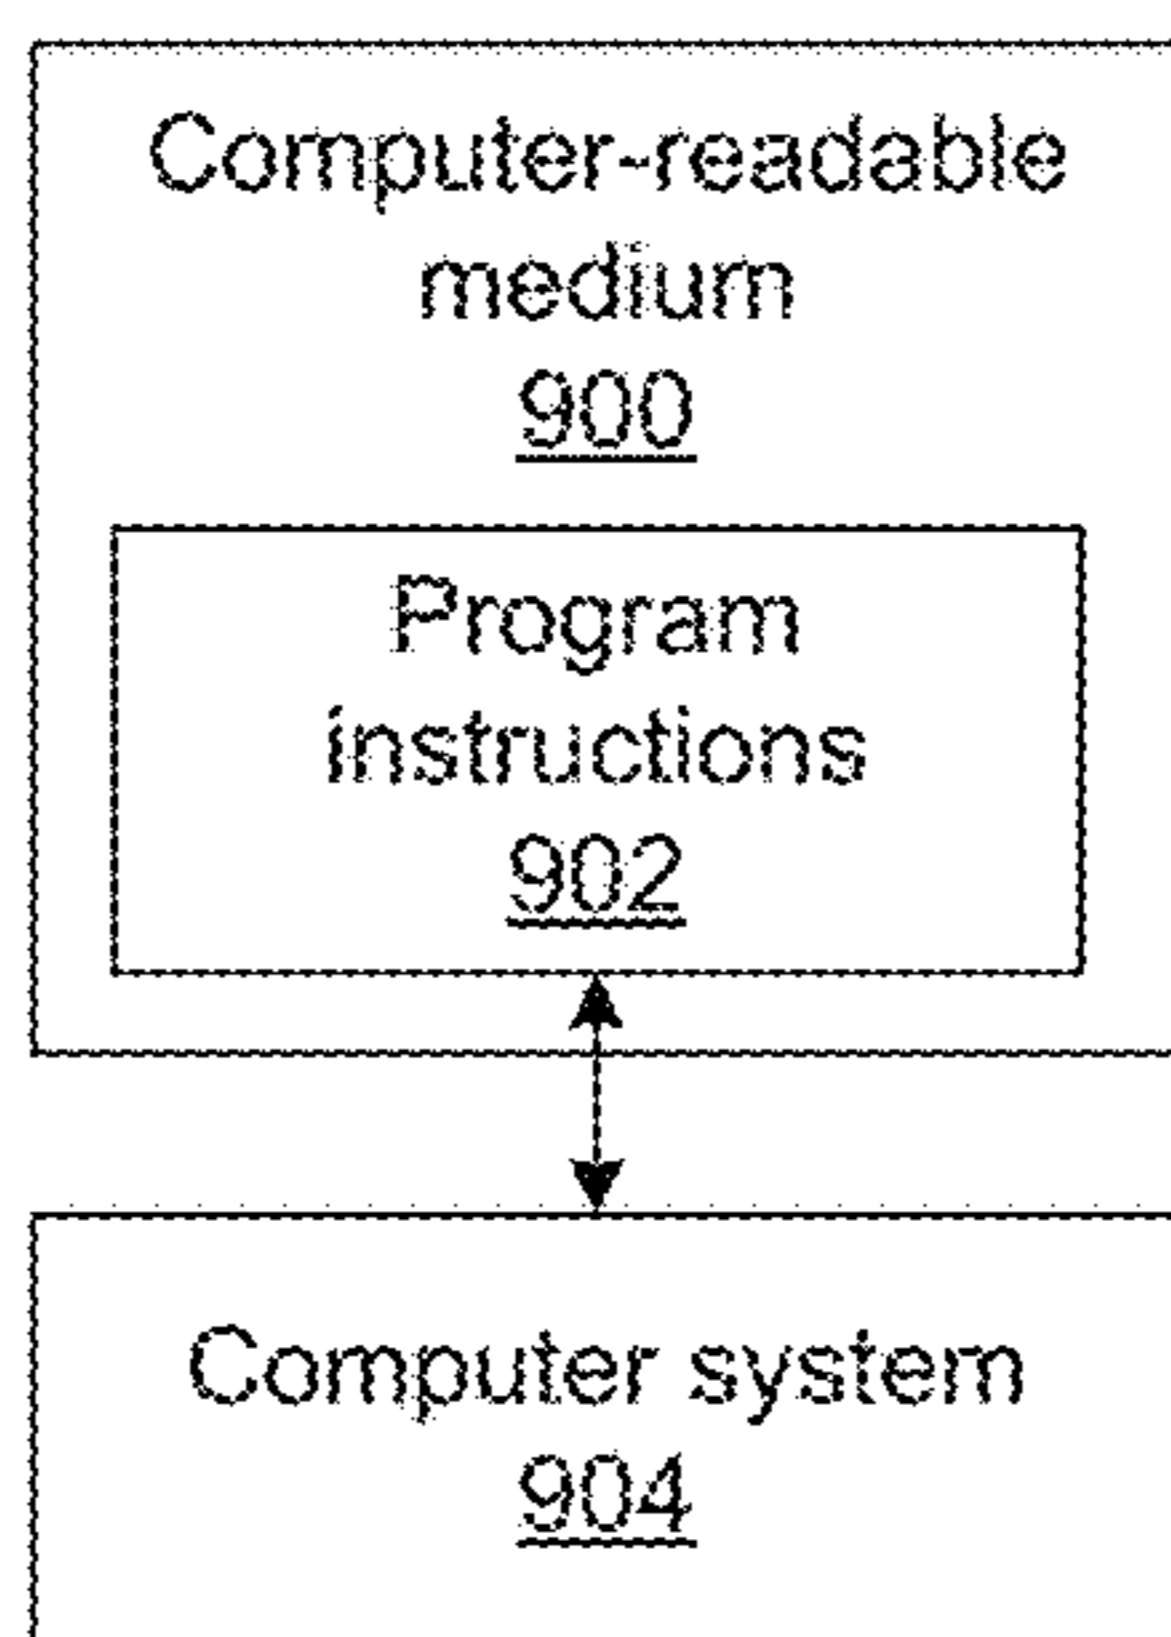 Computer-readable
medium
900
Program
instructions
902
Computer system
904